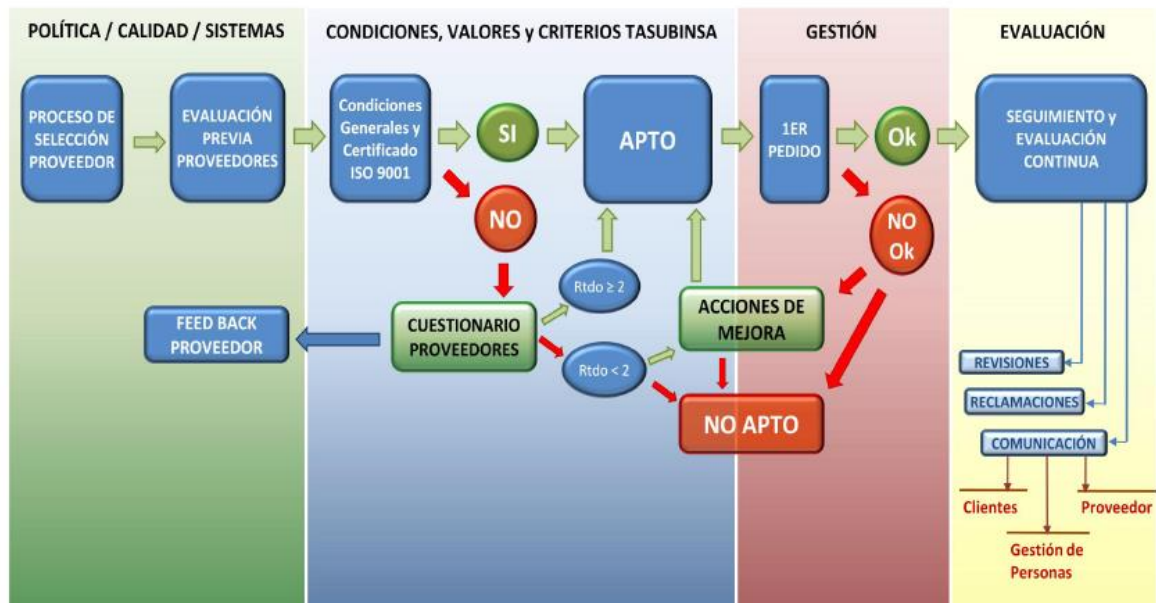 POLÍTICA / CALIDAD / SISTEMAS
CONDICIONES, VALORES y CRITERIOS TASUBINSA
GESTIÓN
EVALUACIÓN
PROCESO DE
SELECCIÓN
PROVEEDOR
EVALUACIÓN
PREVIA
PROVEEDORES
Condiciones
Generales y
Certificado
ISO 9001
SI
APTO
1ER
PEDIDO
Ok
SEGUIMIENTO y
EVALUACIÓN
CONTINUA
NO
NO
Ok
Rtdo ≥ 2
FEED BACK
PROVEEDOR
CUESTIONARIO
PROVEEDORES
ACCIONES DE
MEJORA
Rtdo < 2
NO APTO
REVISIONES
RECLAMACIONES
COMUNICACIÓN
Clientes
Proveedor
Gestión de
Personas